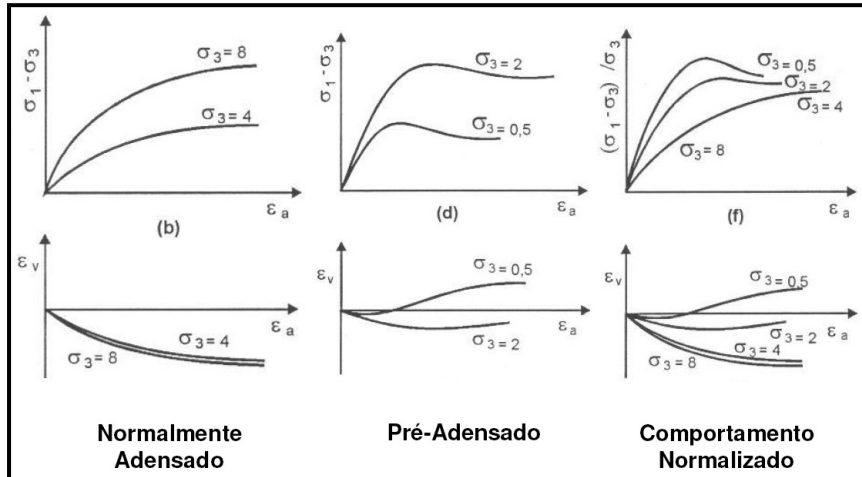 σ₁ - σ₃
σ₃ = 8
σ₃ = 4
εₐ
(b)
εᵥ
εₐ
σ₃ = 4
σ₃ = 8
Normalmente
Adensado
σ₁ - σ₃
σ₃ = 2
σ₃ = 0,5
εₐ
(d)
εᵥ
σ₃ = 0,5
εₐ
σ₃ = 2
Pré-Adensado
(σ₁ - σ₃) /σ₃
σ₃ = 0,5
σ₃ = 2
σ₃ = 4
σ₃ = 8
εₐ
(f)
εᵥ
σ₃ = 0,5
εₐ
σ₃ = 2
σ₃ = 4
σ₃ = 8
Comportamento
Normalizado